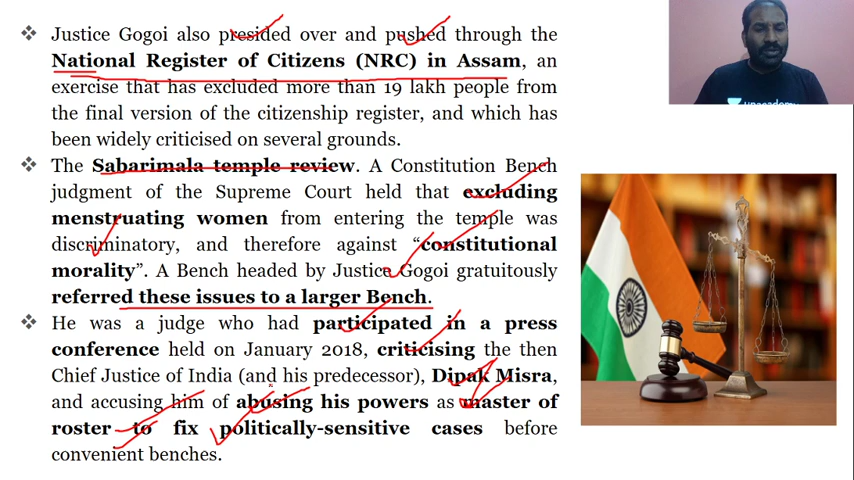 Justice Gogoi also presided over and pushed through the
National Register of Citizens (NRC) in Assam, an
exercise that has excluded more than 19 lakh people from
the final version of the citizenship register, and which has
been widely criticised on several grounds.
The Sabarimala temple review. A Constitution Bench
judgment of the Supreme Court held that excluding
menstruating women from entering the temple was
discriminatory, and therefore against “constitutional
morality”. A Bench headed by Justice Gogoi gratuitously
referred these issues to a larger Bench.
He was a judge who had participated in a press
conference held on January 2018, criticising the then
Chief Justice of India (and his predecessor), Dipak Misra,
and accusing him of abusing his powers as master of
roster to fix politically-sensitive cases before
convenient benches.
unacademy